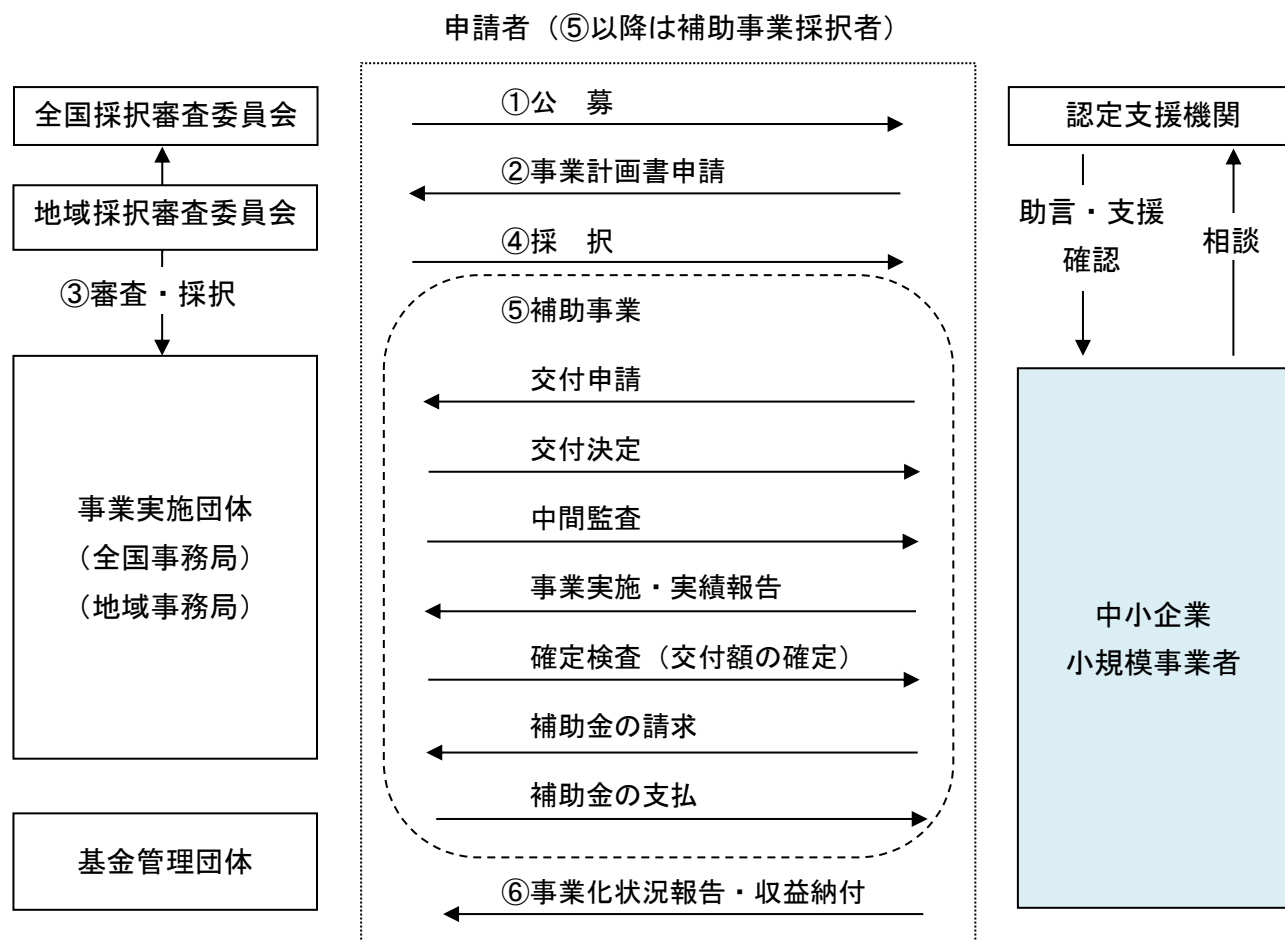 申請者（⑤以降は補助事業採択者）
全国採択審査委員会
地域採択審査委員会
③審査・採択
事業実施団体
（全国事務局）
（地域事務局）
基金管理団体
①公　募
②事業計画書申請
④採　択
⑤補助事業
交付申請
交付決定
中間監査
事業実施・実績報告
確定検査（交付額の確定）
補助金の請求
補助金の支払
⑥事業化状況報告・収益納付
認定支援機関
助言・支援
確認
相談
中小企業
小規模事業者